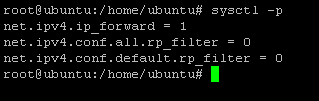 root@ubuntu:/home/ubuntu# sysctl -p
net.ipv4.ip_forward = 1
net.ipv4.conf.all.rp_filter = 0
net.ipv4.conf.default.rp_filter = 0
root@ubuntu:/home/ubuntu#